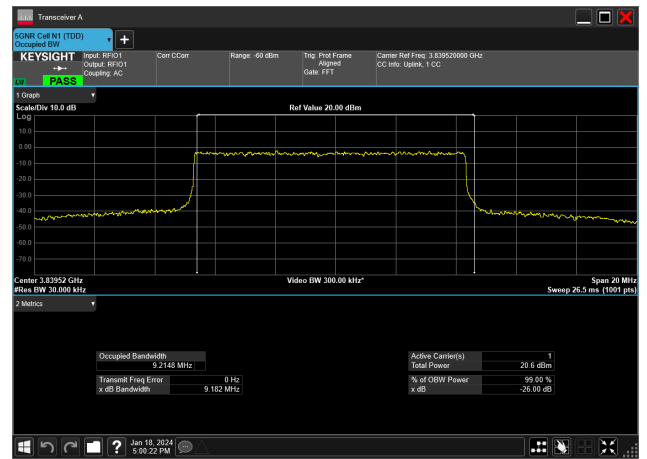 Transceiver A
5GNR Cell N1 (TDD)
Occupied BW
KEYSIGHT
LXI
PASS
Input: RFIO1
Output: RFIO1
Coupling: AC
Corr CCorr
Range: -60 dBm
Trig: Prot Frame
Aligned
Gate: FFT
Carrier Ref Freq: 3.839520000 GHz
CC Info: Uplink, 1 CC
1 Graph
Scale/Div 10.0 dB
Ref Value 20.00 dBm
Log
10.0
0.00
-10.0
-20.0
-30.0
-40.0
-50.0
-60.0
-70.0
Center 3.83952 GHz
Video BW 300.00 kHz*
Span 20 MHz
#Res BW 30.000 kHz
Sweep 26.5 ms (1001 pts)
2 Metrics
Occupied Bandwidth
9.2148 MHz
Active Carrier(s) 1
Total Power 20.6 dBm
Transmit Freq Error 0 Hz
x dB Bandwidth 9.182 MHz
% of OBW Power 99.00 %
x dB -26.00 dB
?
Jan 18, 2024
5:00:22 PM